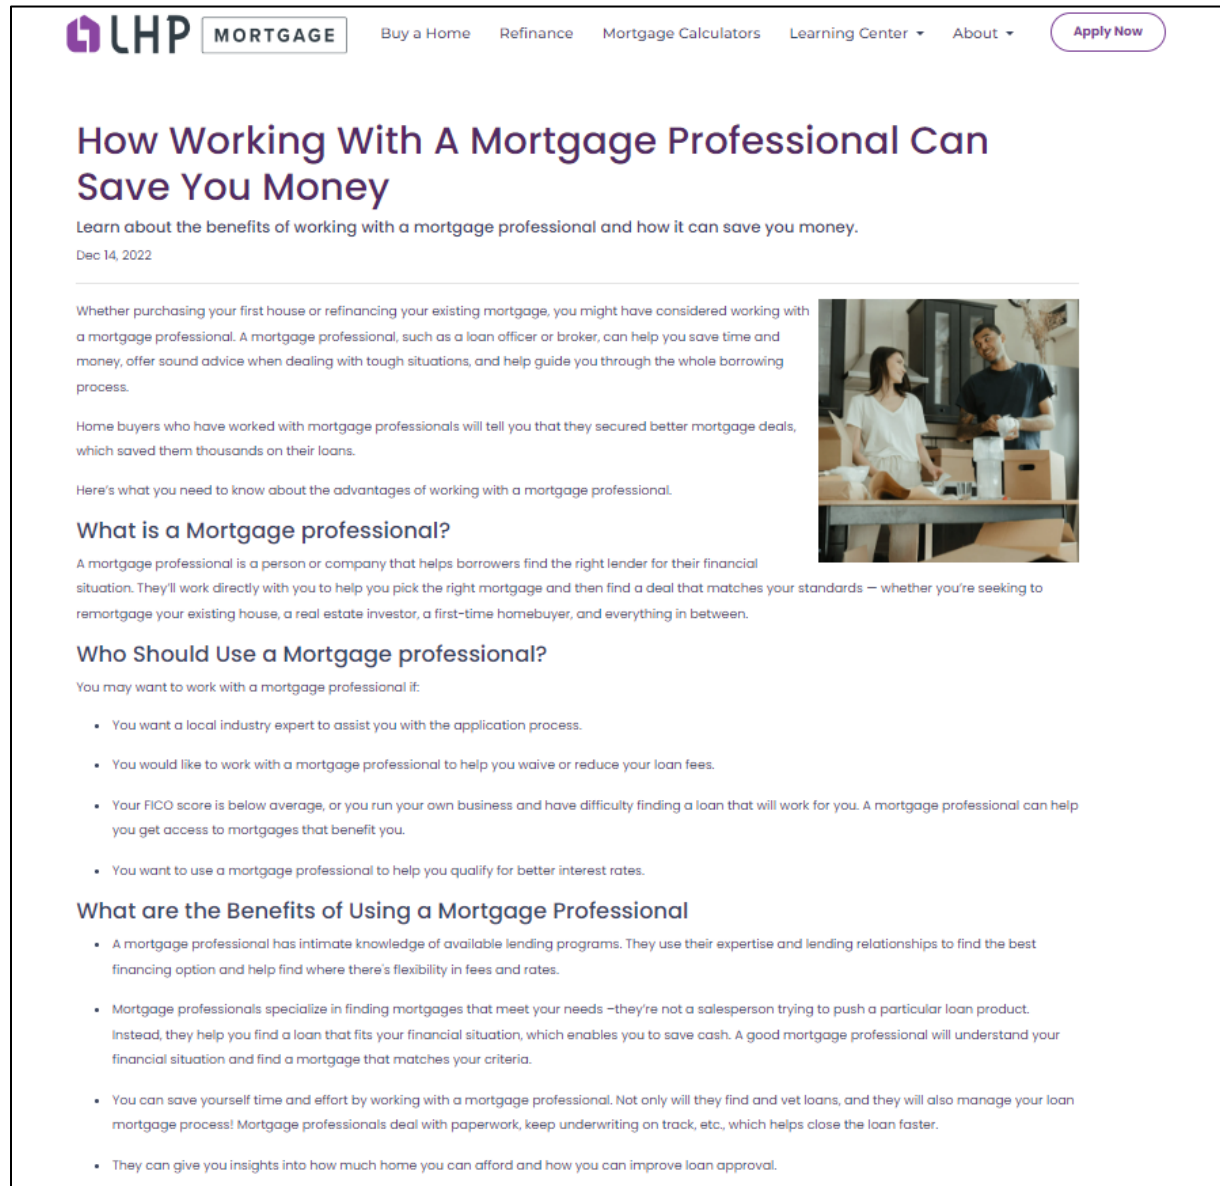 LHP MORTGAGE Buy a Home Refinance Mortgage Calculators Learning Center About Apply Now
How Working With A Mortgage Professional Can
Save You Money
Learn about the benefits of working with a mortgage professional and how it can save you money.
Dec 14, 2022
Whether purchasing your first house or refinancing your existing mortgage, you might have considered working with
a mortgage professional. A mortgage professional, such as a loan officer or broker, can help you save time and
money, offer sound advice when dealing with tough situations, and help guide you through the whole borrowing
process.
Home buyers who have worked with mortgage professionals will tell you that they secured better mortgage deals,
which saved them thousands on their loans.
Here's what you need to know about the advantages of working with a mortgage professional.
What is a Mortgage professional?
A mortgage professional is a person or company that helps borrowers find the right lender for their financial
situation. They'll work directly with you to help you pick the right mortgage and then find a deal that matches your standards — whether you're seeking to
remortgage your existing house, a real estate investor, a first-time homebuyer, and everything in between.
Who Should Use a Mortgage professional?
You may want to work with a mortgage professional if:
• You want a local industry expert to assist you with the application process.
• You would like to work with a mortgage professional to help you waive or reduce your loan fees.
• Your FICO score is below average, or you run your own business and have difficulty finding a loan that will work for you. A mortgage professional can help
you get access to mortgages that benefit you.
• You want to use a mortgage professional to help you qualify for better interest rates.
What are the Benefits of Using a Mortgage Professional
• A mortgage professional has intimate knowledge of available lending programs. They use their expertise and lending relationships to find the best
financing option and help find where there's flexibility in fees and rates.
• Mortgage professionals specialize in finding mortgages that meet your needs –they're not a salesperson trying to push a particular loan product.
Instead, they help you find a loan that fits your financial situation, which enables you to save cash. A good mortgage professional will understand your
financial situation and find a mortgage that matches your criteria.
• You can save yourself time and effort by working with a mortgage professional. Not only will they find and vet loans, and they will also manage your loan
mortgage process! Mortgage professionals deal with paperwork, keep underwriting on track, etc., which helps close the loan faster.
• They can give you insights into how much home you can afford and how you can improve loan approval.